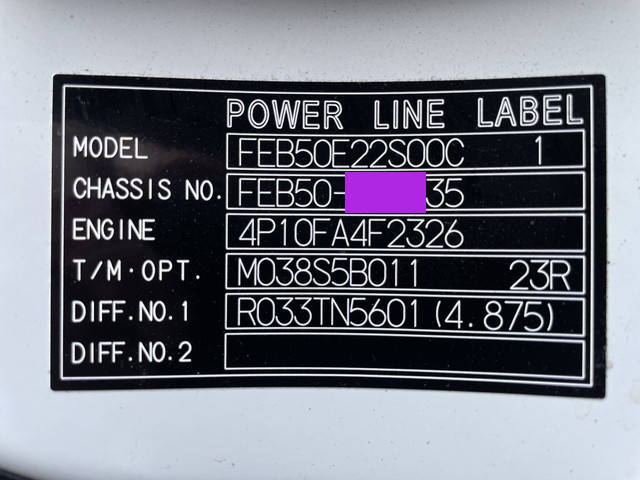 POWER LINE LABEL
MODEL FEB50E22S00C 1
CHASSIS NO. FEB50- 35
ENGINE 4P10FA4F2326
T/M·OPT. M038S5B011 23R
DIFF.NO.1 R033TN5601 (4.875)
DIFF.NO.2